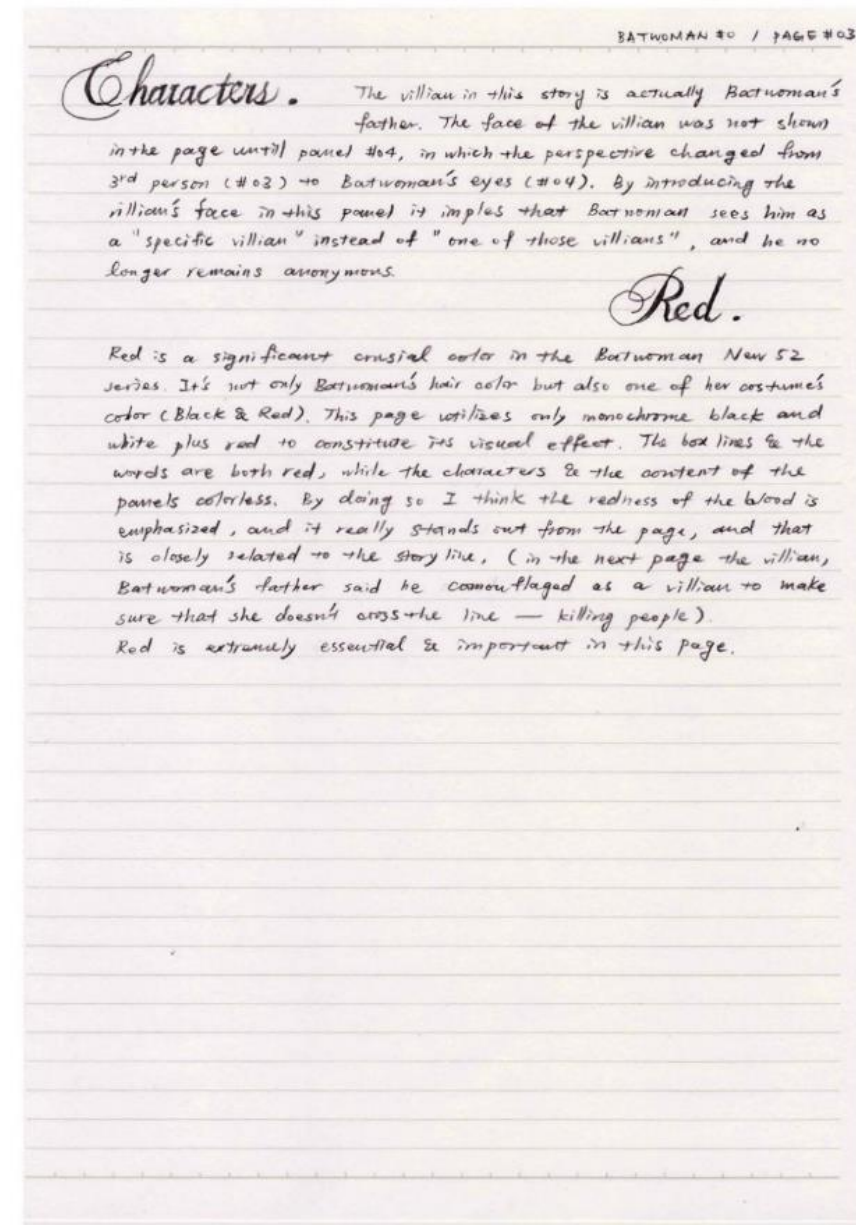 BATWOMAN #0 / PAGE #03
Characters.
The villian in this story is actually Batwoman's
father. The face of the villian was not shown
in the page until panel #04, in which the perspective changed from
3rd person (#03) to Batwoman's eyes (#04). By introducing the
villian's face in this panel it imples that Batwoman sees him as
a "specific villian" instead of "one of those villians", and he no
longer remains anonymous.
Red.
Red is a significant crusial color in the Batwoman New 52
series. It's not only Batwoman's hair color but also one of her costume's
color (Black & Red). This page utilizes only monochrome black and
white plus red to constitute its visual effect. The box lines & the
words are both red, while the characters & the content of the
panels colorless. By doing so I think the redness of the blood is
emphasized, and it really stands out from the page, and that
is closely related to the story line, (in the next page the villian,
Batwoman's father said he comouflaged as a villian to make
sure that she doesn't cross the line — killing people).
Red is extremely essential & important in this page.